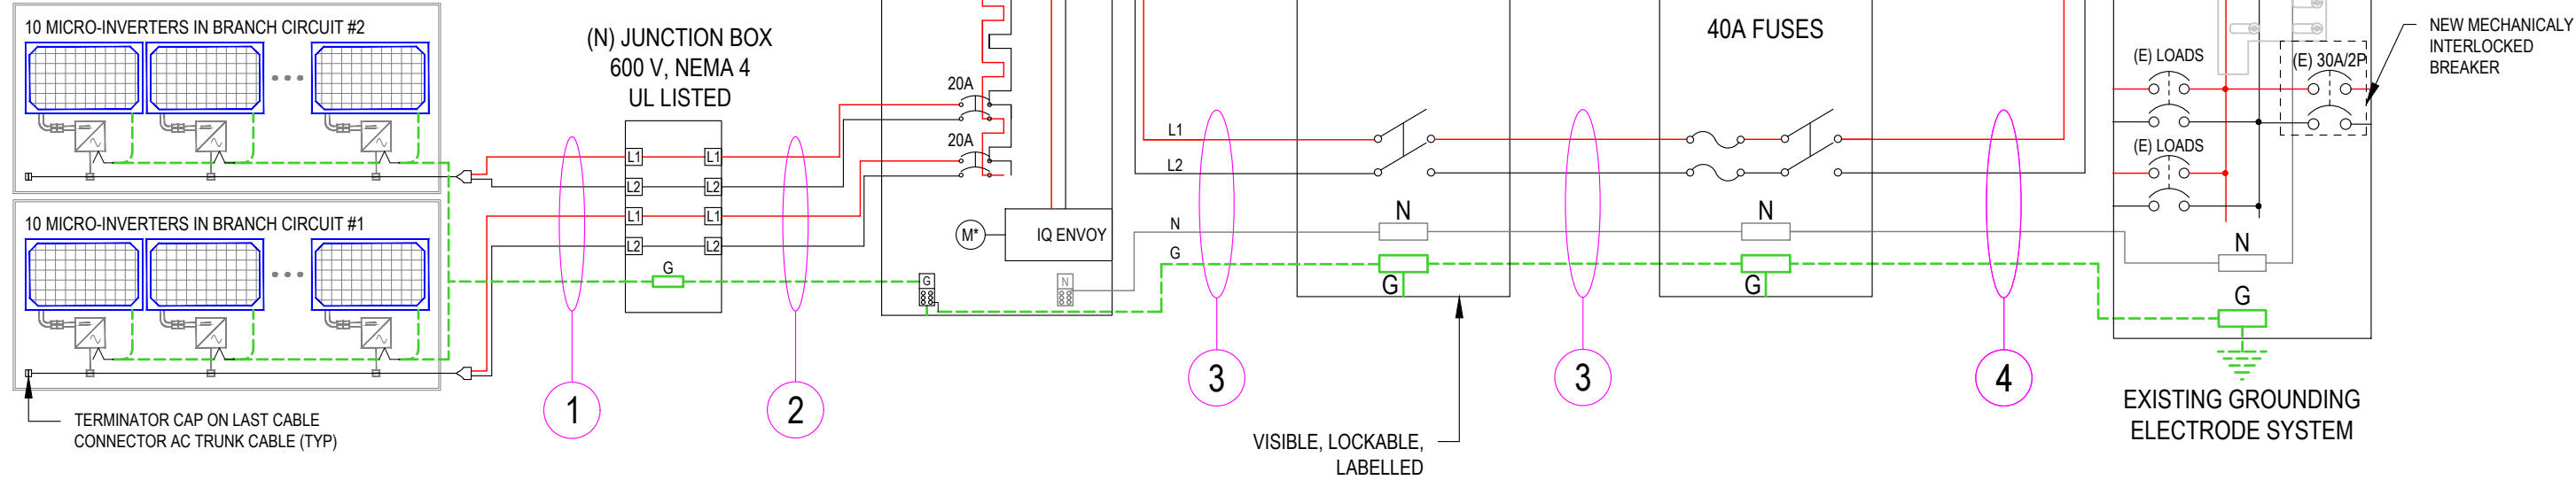 10 MICRO-INVERTERS IN BRANCH CIRCUIT #2
10 MICRO-INVERTERS IN BRANCH CIRCUIT #1
TERMINATOR CAP ON LAST CABLE
CONNECTOR AC TRUNK CABLE (TYP)
(N) JUNCTION BOX
600 V, NEMA 4
UL LISTED
L1
L1
L2
L2
L1
L1
L2
L2
G
1
2
20A
20A
M*
IQ ENVOY
G
N
L1
L2
N
G
3
N
G
VISIBLE, LOCKABLE,
LABELLED
3
40A FUSES
N
G
4
(E) LOADS
(E) LOADS
(E) 30A/2P
N
G
NEW MECHANICALY
INTERLOCKED
BREAKER
EXISTING GROUNDING
ELECTRODE SYSTEM